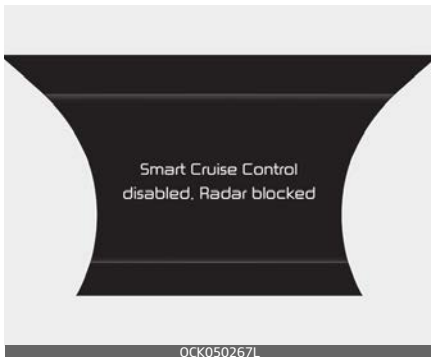 Smart Cruise Control
disabled, Radar blocked
OCK050267L